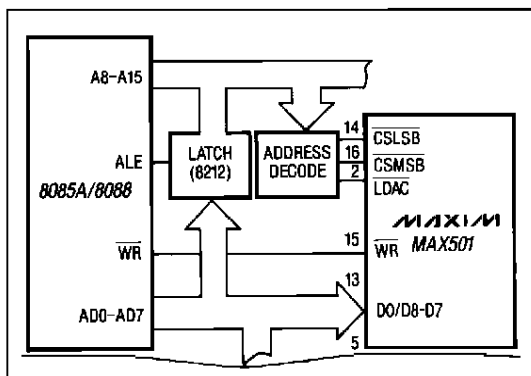 A8-A15
ALE
8085A/8088
WR
AD0-AD7
LATCH
(8212)
ADDRESS
DECODE
14
16
2
15
13
5
CSLSB
CSMSB
LDAC
MAXIM
MAX501
WR
D0/D8-D7